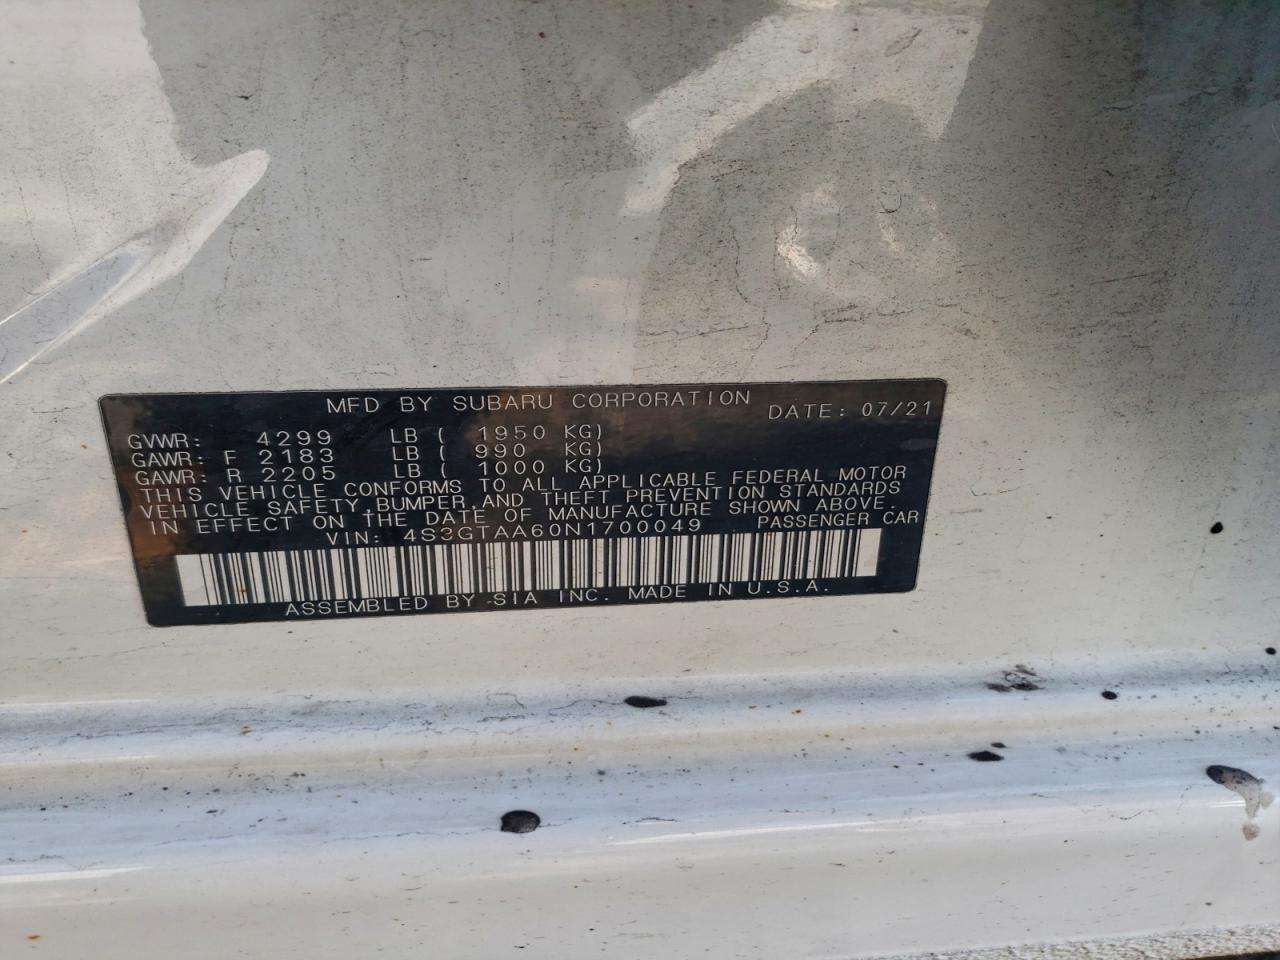 MFD BY SUBARU CORPORATION DATE: 07/21
GVWR: 4299 LB ( 1950 KG)
GAWR: F 2183 LB ( 990 KG)
GAWR: R 2205 LB ( 1000 KG)
THIS VEHICLE CONFORMS TO ALL APPLICABLE FEDERAL MOTOR
VEHICLE SAFETY,BUMPER,AND THEFT PREVENTION STANDARDS
IN EFFECT ON THE DATE OF MANUFACTURE SHOWN ABOVE.
VIN: 4S3GTAA60N1700049 PASSENGER CAR
ASSEMBLED BY SIA INC. MADE IN U.S.A.